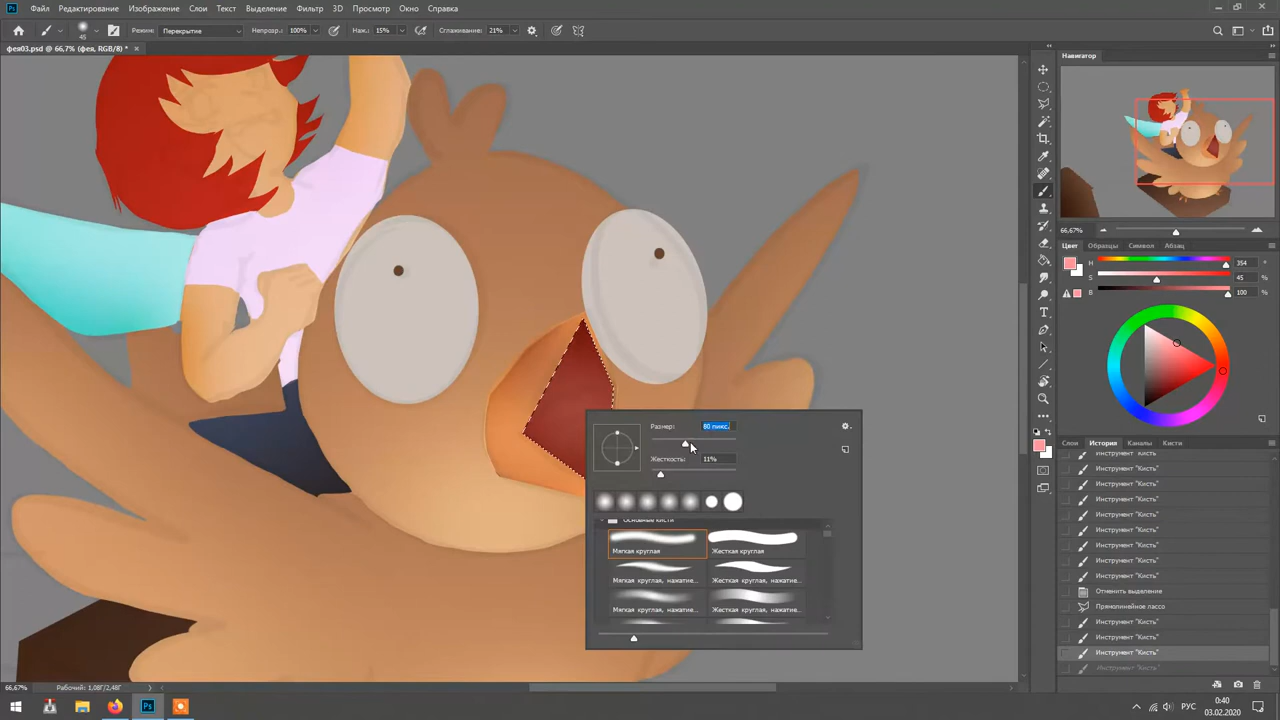 Файл Редактирование Изображение Слои Текст Выделение Фильтр 3D Просмотр Окно Справка
45 Режим: Перекрытие Непрозр.: 100% Наж.: 15% Сглаживание: 21%
фея03.psd @ 66,7% (фея, RGB/8) *
Навигатор
66,67%
Цвет Образцы Символ Абзац
H 354 °
S 45 %
B 100 %
Размер: 80 пикс.
Жесткость: 11%
Основные кисти
Мягкая круглая Жесткая круглая
Мягкая круглая, нажатие... Жесткая круглая, нажатие...
Мягкая круглая, нажатие... Жесткая круглая, нажатие...
Слои История Каналы Кисти
Инструмент "Кисть"
Инструмент "Кисть"
Инструмент "Кисть"
Инструмент "Кисть"
Инструмент "Кисть"
Инструмент "Кисть"
Инструмент "Кисть"
Инструмент "Кисть"
Инструмент "Кисть"
Отменить выделение
Прямолинейное лассо
Инструмент "Кисть"
Инструмент "Кисть"
Инструмент "Кисть"
Инструмент "Кисть"
66,67% Рабочий: 1,08Г/2,48Г
Ps
РУС
0:40
03.02.2020